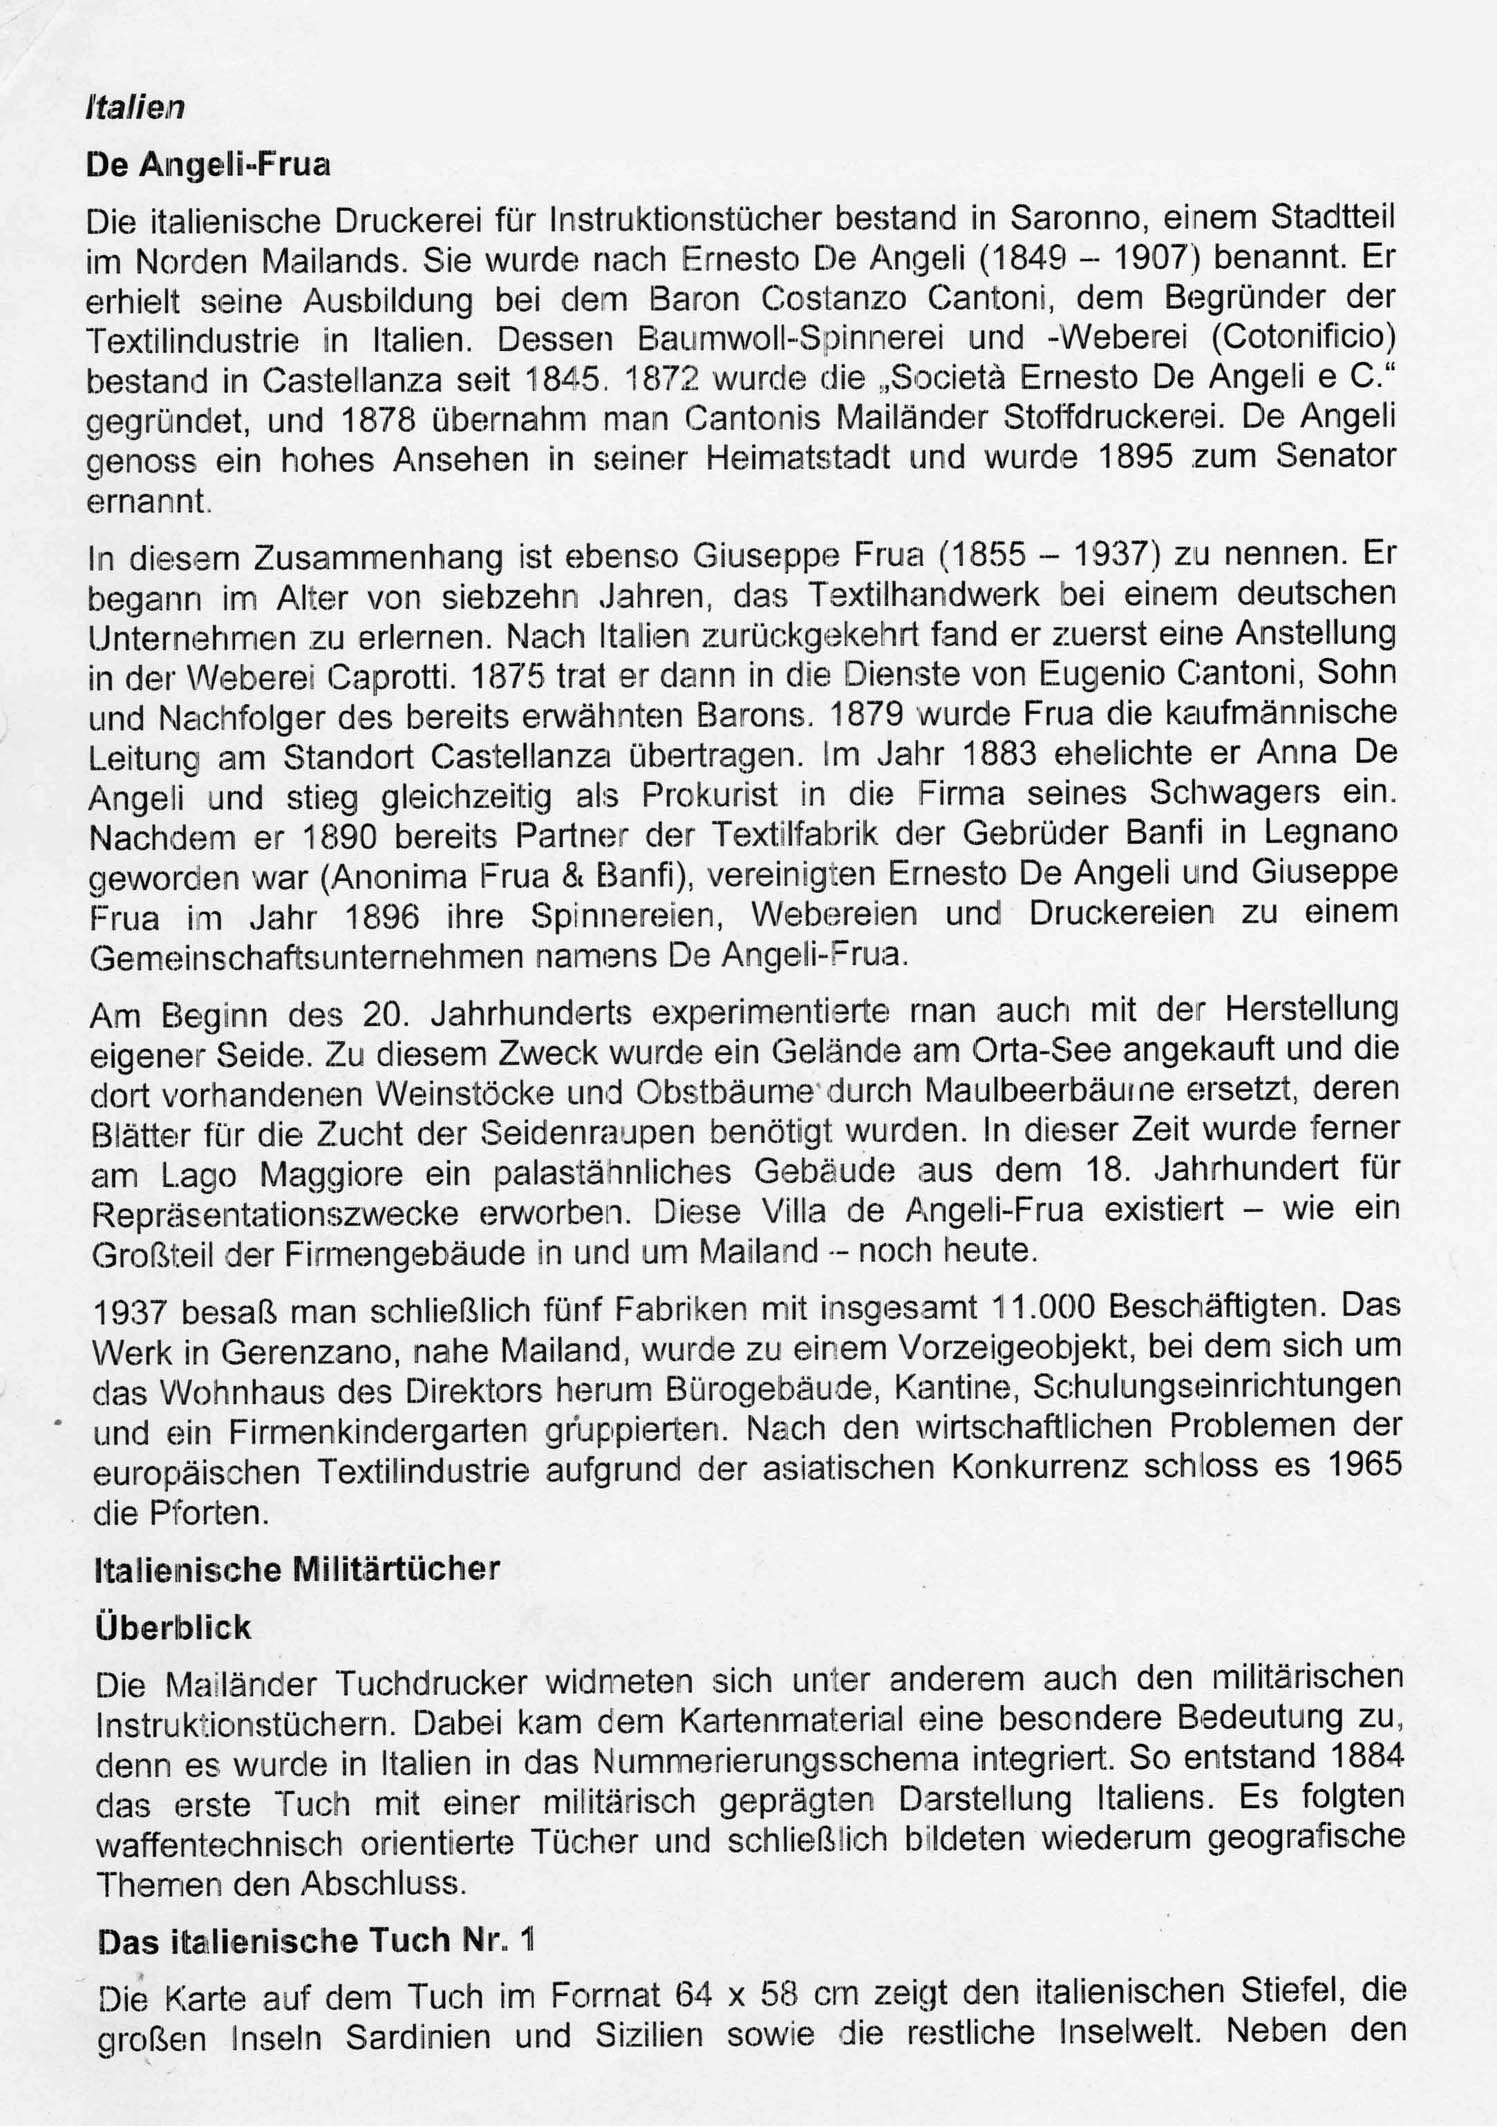 Italien
De Angeli-Frua
Die italienische Druckerei für Instruktionstücher bestand in Saronno, einem Stadtteil
im Norden Mailands. Sie wurde nach Ernesto De Angeli (1849 – 1907) benannt. Er
erhielt seine Ausbildung bei dem Baron Costanzo Cantoni, dem Begründer der
Textilindustrie in Italien. Dessen Baumwoll-Spinnerei und -Weberei (Cotonificio)
bestand in Castellanza seit 1845. 1872 wurde die „Società Ernesto De Angeli e C.“
gegründet, und 1878 übernahm man Cantonis Mailänder Stoffdruckerei. De Angeli
genoss ein hohes Ansehen in seiner Heimatstadt und wurde 1895 zum Senator
ernannt.
In diesem Zusammenhang ist ebenso Giuseppe Frua (1855 – 1937) zu nennen. Er
begann im Alter von siebzehn Jahren, das Textilhandwerk bei einem deutschen
Unternehmen zu erlernen. Nach Italien zurückgekehrt fand er zuerst eine Anstellung
in der Weberei Caprotti. 1875 trat er dann in die Dienste von Eugenio Cantoni, Sohn
und Nachfolger des bereits erwähnten Barons. 1879 wurde Frua die kaufmännische
Leitung am Standort Castellanza übertragen. Im Jahr 1883 ehelichte er Anna De
Angeli und stieg gleichzeitig als Prokurist in die Firma seines Schwagers ein.
Nachdem er 1890 bereits Partner der Textilfabrik der Gebrüder Banfi in Legnano
geworden war (Anonima Frua & Banfi), vereinigten Ernesto De Angeli und Giuseppe
Frua im Jahr 1896 ihre Spinnereien, Webereien und Druckereien zu einem
Gemeinschaftsunternehmen namens De Angeli-Frua.
Am Beginn des 20. Jahrhunderts experimentierte man auch mit der Herstellung
eigener Seide. Zu diesem Zweck wurde ein Gelände am Orta-See angekauft und die
dort vorhandenen Weinstöcke und Obstbäume durch Maulbeerbäume ersetzt, deren
Blätter für die Zucht der Seidenraupen benötigt wurden. In dieser Zeit wurde ferner
am Lago Maggiore ein palastähnliches Gebäude aus dem 18. Jahrhundert für
Repräsentationszwecke erworben. Diese Villa de Angeli-Frua existiert – wie ein
Großteil der Firmengebäude in und um Mailand – noch heute.
1937 besaß man schließlich fünf Fabriken mit insgesamt 11.000 Beschäftigten. Das
Werk in Gerenzano, nahe Mailand, wurde zu einem Vorzeigeobjekt, bei dem sich um
das Wohnhaus des Direktors herum Bürogebäude, Kantine, Schulungseinrichtungen
und ein Firmenkindergarten gruppierten. Nach den wirtschaftlichen Problemen der
europäischen Textilindustrie aufgrund der asiatischen Konkurrenz schloss es 1965
die Pforten.
Italienische Militärtücher
Überblick
Die Mailänder Tuchdrucker widmeten sich unter anderem auch den militärischen
Instruktionstüchern. Dabei kam dem Kartenmaterial eine besondere Bedeutung zu,
denn es wurde in Italien in das Nummerierungsschema integriert. So entstand 1884
das erste Tuch mit einer militärisch geprägten Darstellung Italiens. Es folgten
waffentechnisch orientierte Tücher und schließlich bildeten wiederum geografische
Themen den Abschluss.
Das italienische Tuch Nr. 1
Die Karte auf dem Tuch im Format 64 x 58 cm zeigt den italienischen Stiefel, die
großen Inseln Sardinien und Sizilien sowie die restliche Inselwelt. Neben den